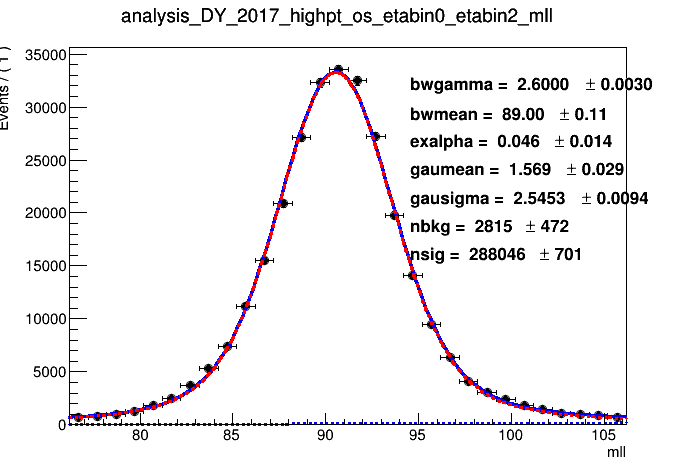 analysis_DY_2017_highpt_os_etabin0_etabin2_mll
Events / ( 1 )
35000
30000
25000
20000
15000
10000
5000
0
bwgamma = 2.6000 ± 0.0030
bwmean = 89.00 ± 0.11
exalpha = 0.046 ± 0.014
gaumean = 1.569 ± 0.029
gausigma = 2.5453 ± 0.0094
nbkg = 2815 ± 472
nsig = 288046 ± 701
80 85 90 95 100 105
mll